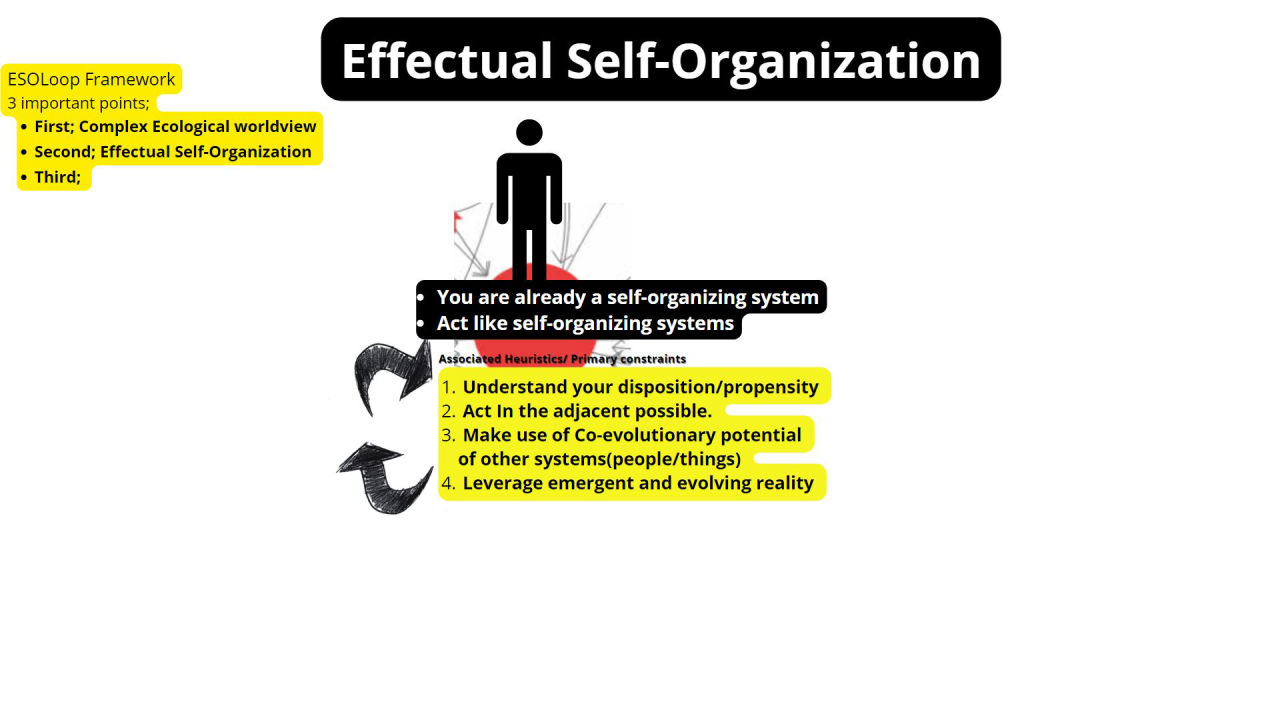 Effectual Self-Organization
ESOLoop Framework
3 important points;
• First; Complex Ecological worldview
• Second; Effectual Self-Organization
• Third;
• You are already a self-organizing system
• Act like self-organizing systems
Associated Heuristics/ Primary constraints
1. Understand your disposition/propensity
2. Act In the adjacent possible.
3. Make use of Co-evolutionary potential
of other systems(people/things)
4. Leverage emergent and evolving reality